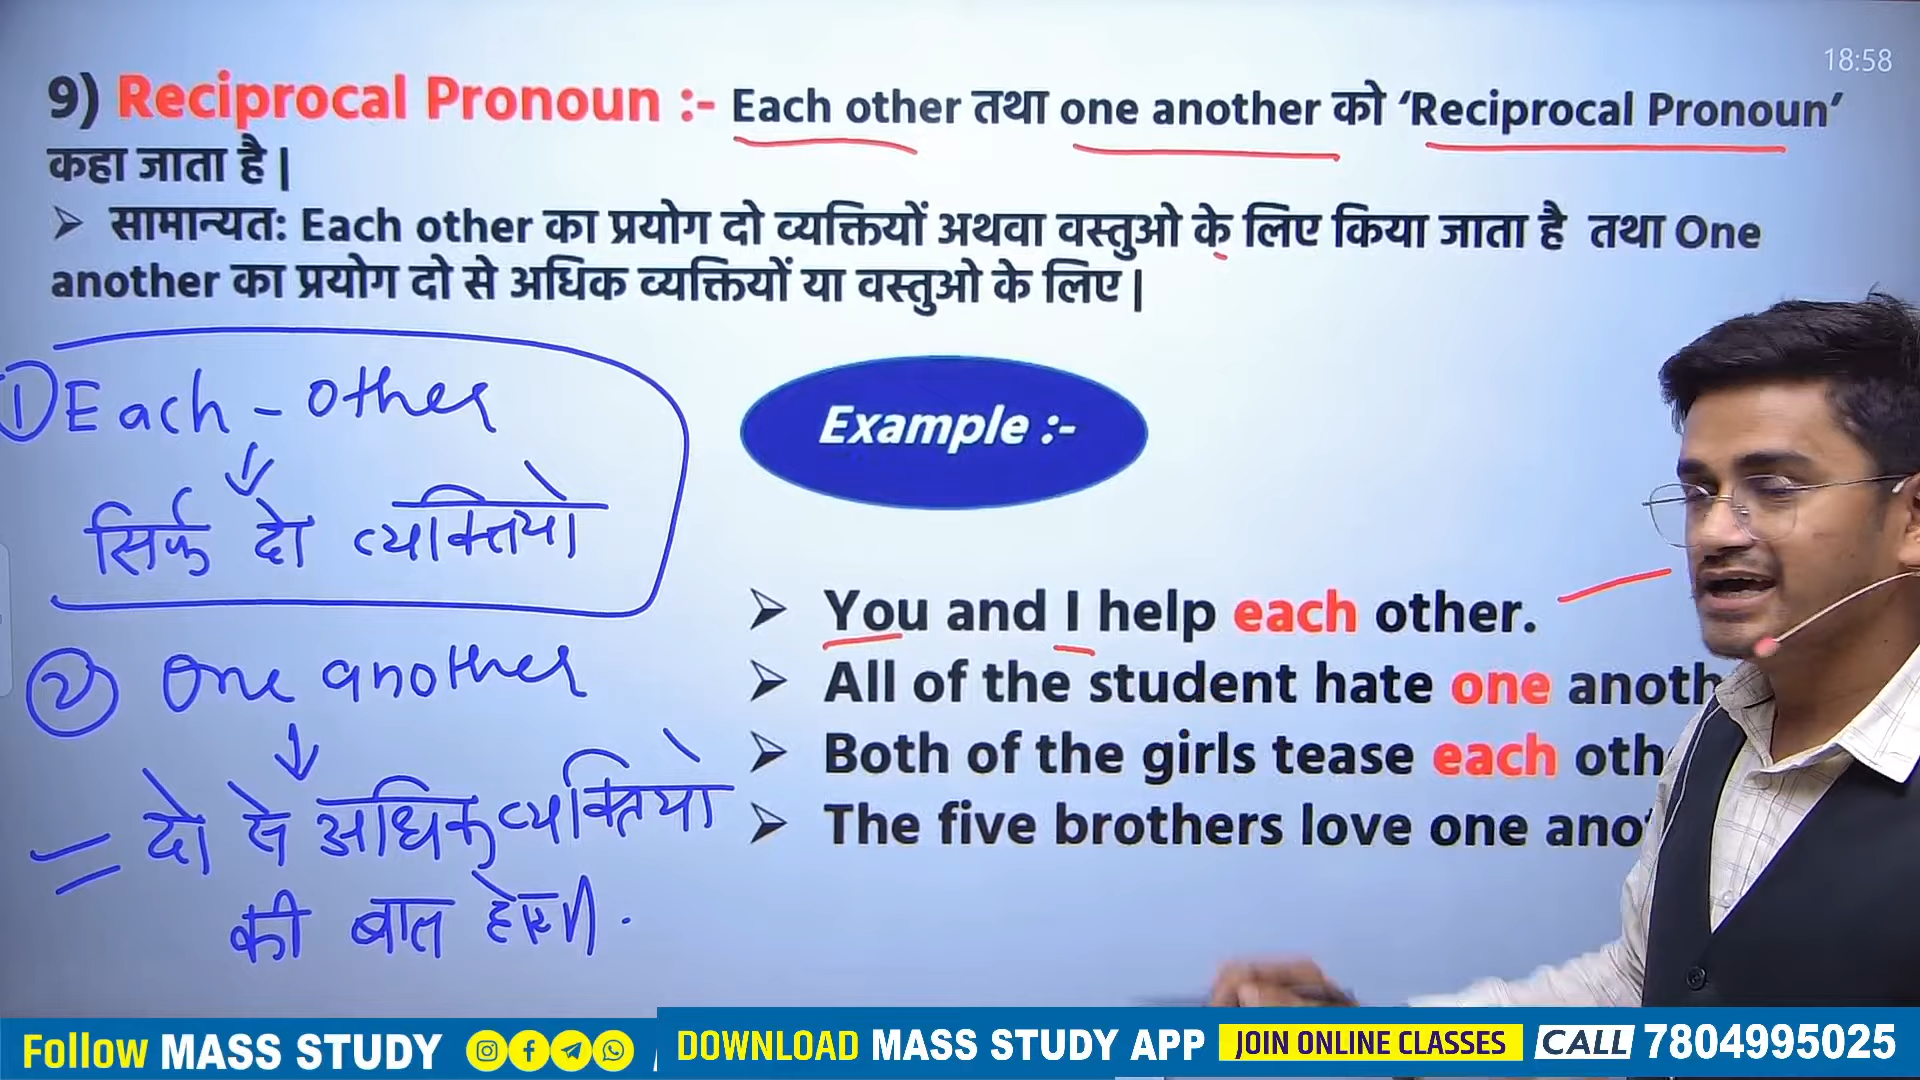 18:58
9) Reciprocal Pronoun :- Each other तथा one another को ‘Reciprocal Pronoun’
कहा जाता है |
➢ सामान्यत: Each other का प्रयोग दो व्यक्तियों अथवा वस्तुओ के लिए किया जाता है तथा One
another का प्रयोग दो से अधिक व्यक्तियों या वस्तुओ के लिए |
① Each - other
सिर्फ दो व्यक्तियो
② one another
दो से अधिक व्यक्तियो
की बात
Example :-
➢ You and I help each other.
➢ All of the student hate one anoth
➢ Both of the girls tease each oth
➢ The five brothers love one ano
Follow MASS STUDY
DOWNLOAD MASS STUDY APP JOIN ONLINE CLASSES CALL 7804995025